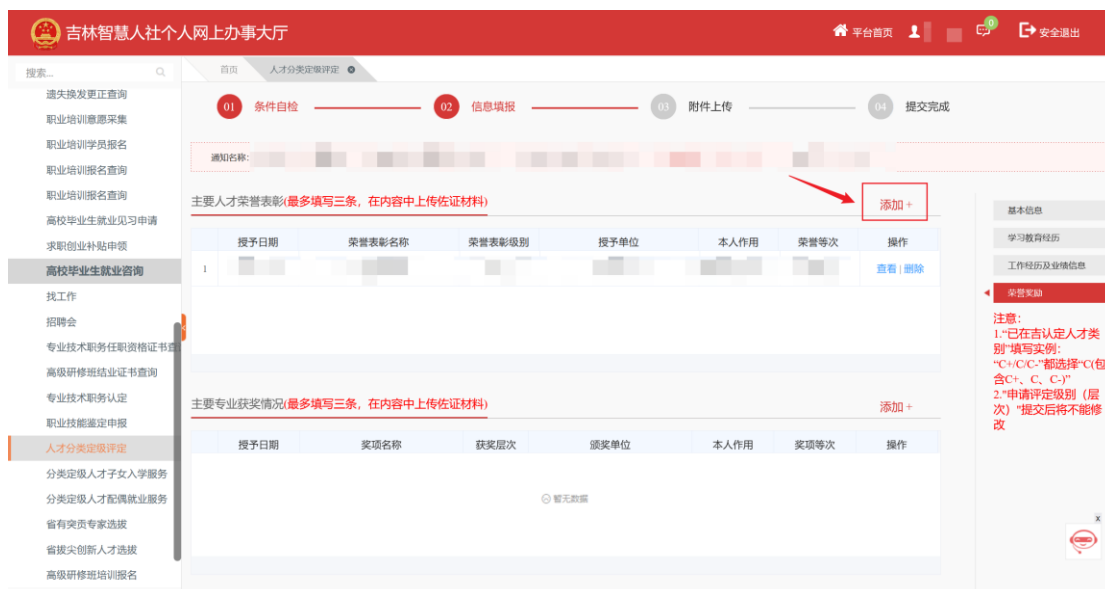 吉林智慧人社个人网上办事大厅
平台首页
0
安全退出
搜索...
首页
人才分类定级评定
遗失换发更正查询
职业培训意愿采集
职业培训学员报名
职业培训报名查询
职业培训报名查询
高校毕业生就业见习申请
求职创业补贴申领
高校毕业生就业咨询
找工作
招聘会
专业技术职务任职资格证书查
高级研修班结业证书查询
专业技术职务认定
职业技能鉴定申报
人才分类定级评定
分类定级人才子女入学服务
分类定级人才配偶就业服务
省有突贡专家选拔
省拔尖创新人才选拔
高级研修班培训报名
01 条件自检
02 信息填报
03 附件上传
04 提交完成
通知名称:
主要人才荣誉表彰(最多填写三条，在内容中上传佐证材料)
添加 +
授予日期 荣誉表彰名称 荣誉表彰级别 授予单位 本人作用 荣誉等次 操作
1 查看 | 删除
主要专业获奖情况(最多填写三条，在内容中上传佐证材料)
添加 +
授予日期 奖项名称 获奖层次 颁奖单位 本人作用 奖项等次 操作
暂无数据
基本信息
学习教育经历
工作经历及业绩信息
荣誉奖励
注意：
1.“已在吉认定人才类
别”填写实例：
“C+/C/C-”都选择“C(包
含C+、C、C-)”
2.”申请评定级别（层
次）”提交后将不能修
改
x